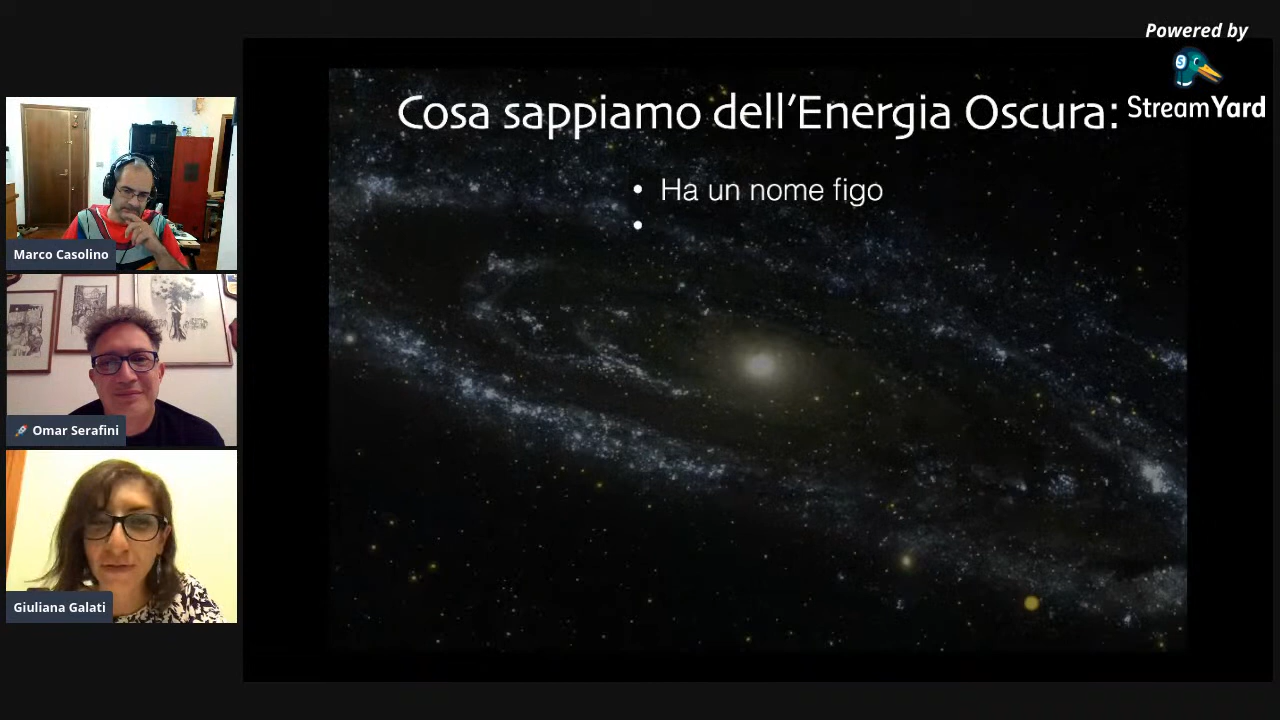 Powered by
StreamYard
Cosa sappiamo dell'Energia Oscura:
• Ha un nome figo
•
Marco Casolino
🚀 Omar Serafini
Giuliana Galati